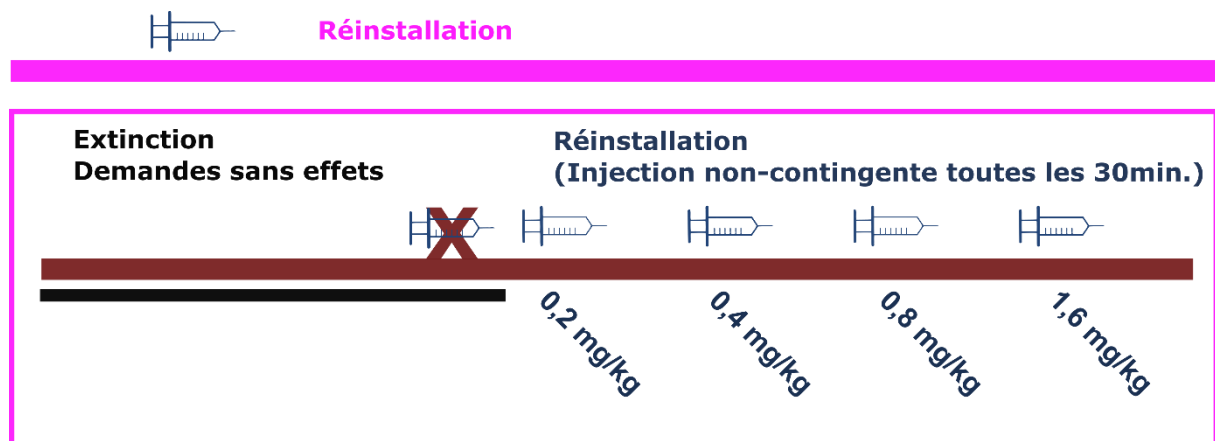 Réinstallation
Extinction
Demandes sans effets
Réinstallation
(Injection non-contingente toutes les 30min.)
X
0,2 mg/kg
0,4 mg/kg
0,8 mg/kg
1,6 mg/kg